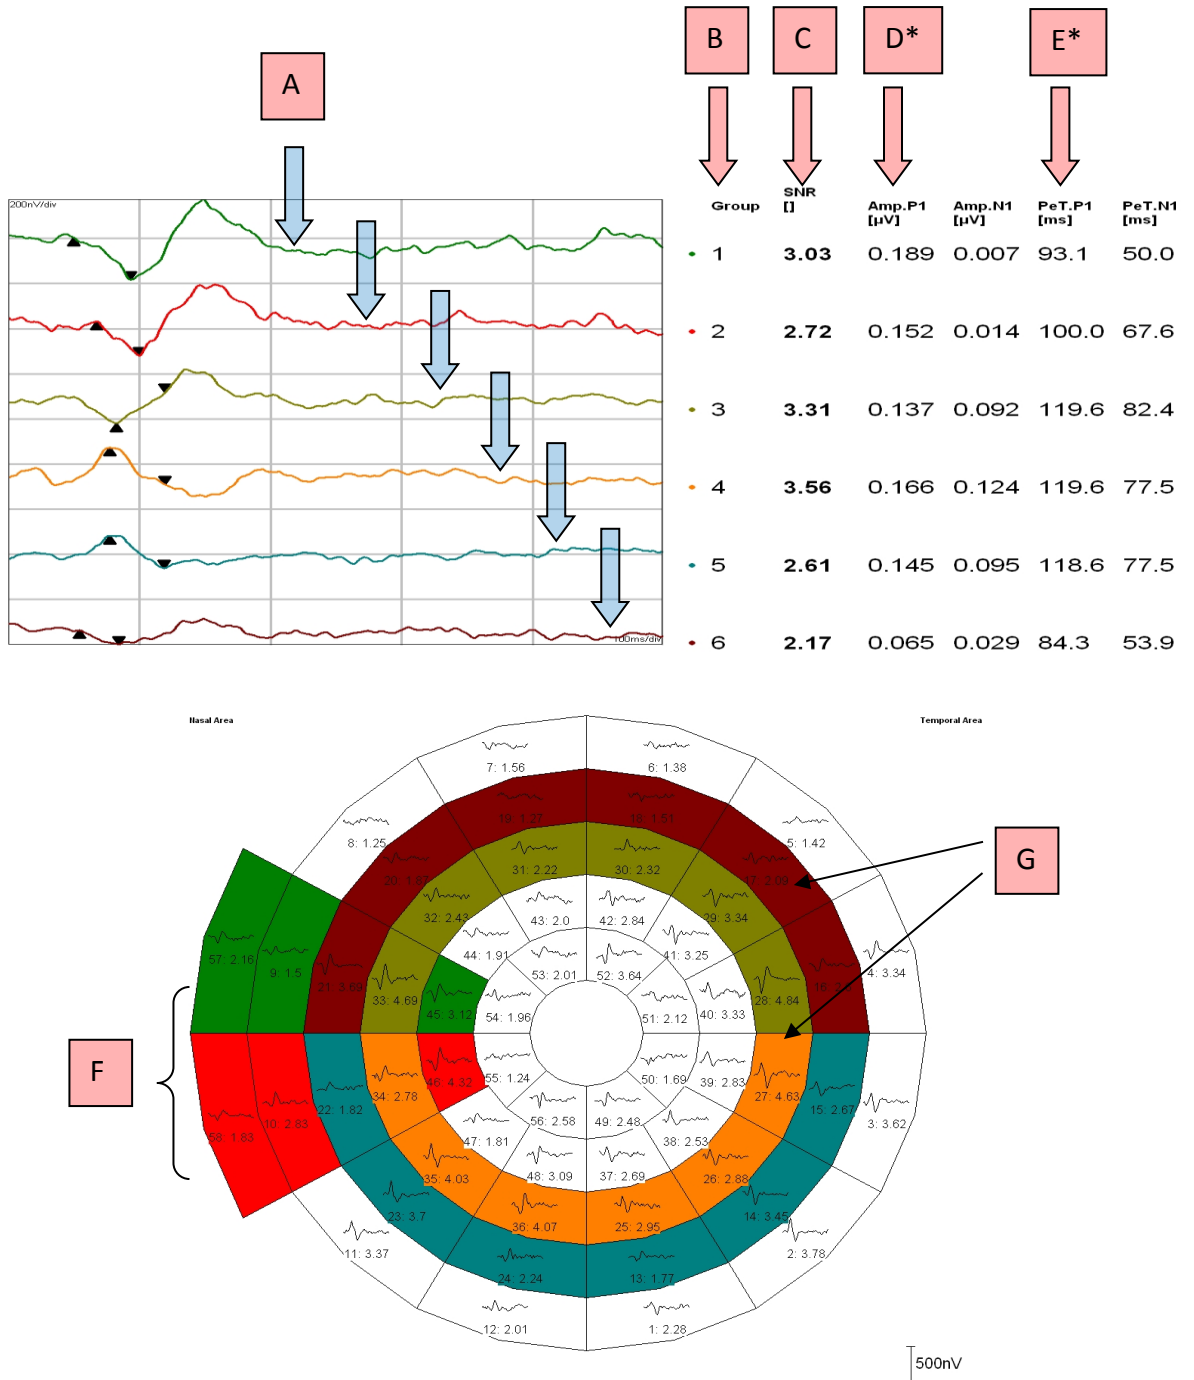 B C D* E*
A
200nV/div
SNR
Group [] Amp.P1 Amp.N1 PeT.P1 PeT.N1
[µV] [µV] [ms] [ms]
1 3.03 0.189 0.007 93.1 50.0
2 2.72 0.152 0.014 100.0 67.6
3 3.31 0.137 0.092 119.6 82.4
4 3.56 0.166 0.124 119.6 77.5
5 2.61 0.145 0.095 118.6 77.5
6 2.17 0.065 0.029 84.3 53.9
100ms/div
Nasal Area Temporal Area
7: 1.56 6: 1.38
19: 1.27 18: 1.51
8: 1.25 5: 1.42
G
31: 2.22 30: 2.32
20: 1.87 17: 2.09
32: 2.43 29: 3.34
43: 2.0 42: 2.84
44: 1.91 41: 3.25
57: 2.16 9: 1.5 21: 3.69 53: 2.01 52: 3.64 4: 3.34
33: 4.69 28: 4.84
45: 3.12 54: 1.96 51: 2.12 40: 3.33
F
46: 4.32 55: 1.24 50: 1.69 39: 2.83
34: 2.78 27: 4.63
58: 1.83 10: 2.83 22: 1.82 56: 2.58 49: 2.48 15: 2.67 3: 3.62
47: 1.81 38: 2.53
48: 3.09 37: 2.69
35: 4.03 26: 2.88
23: 3.7 14: 3.45
36: 4.07 25: 2.95
11: 3.37 2: 3.78
24: 2.24 13: 1.77
12: 2.01 1: 2.28
500nV